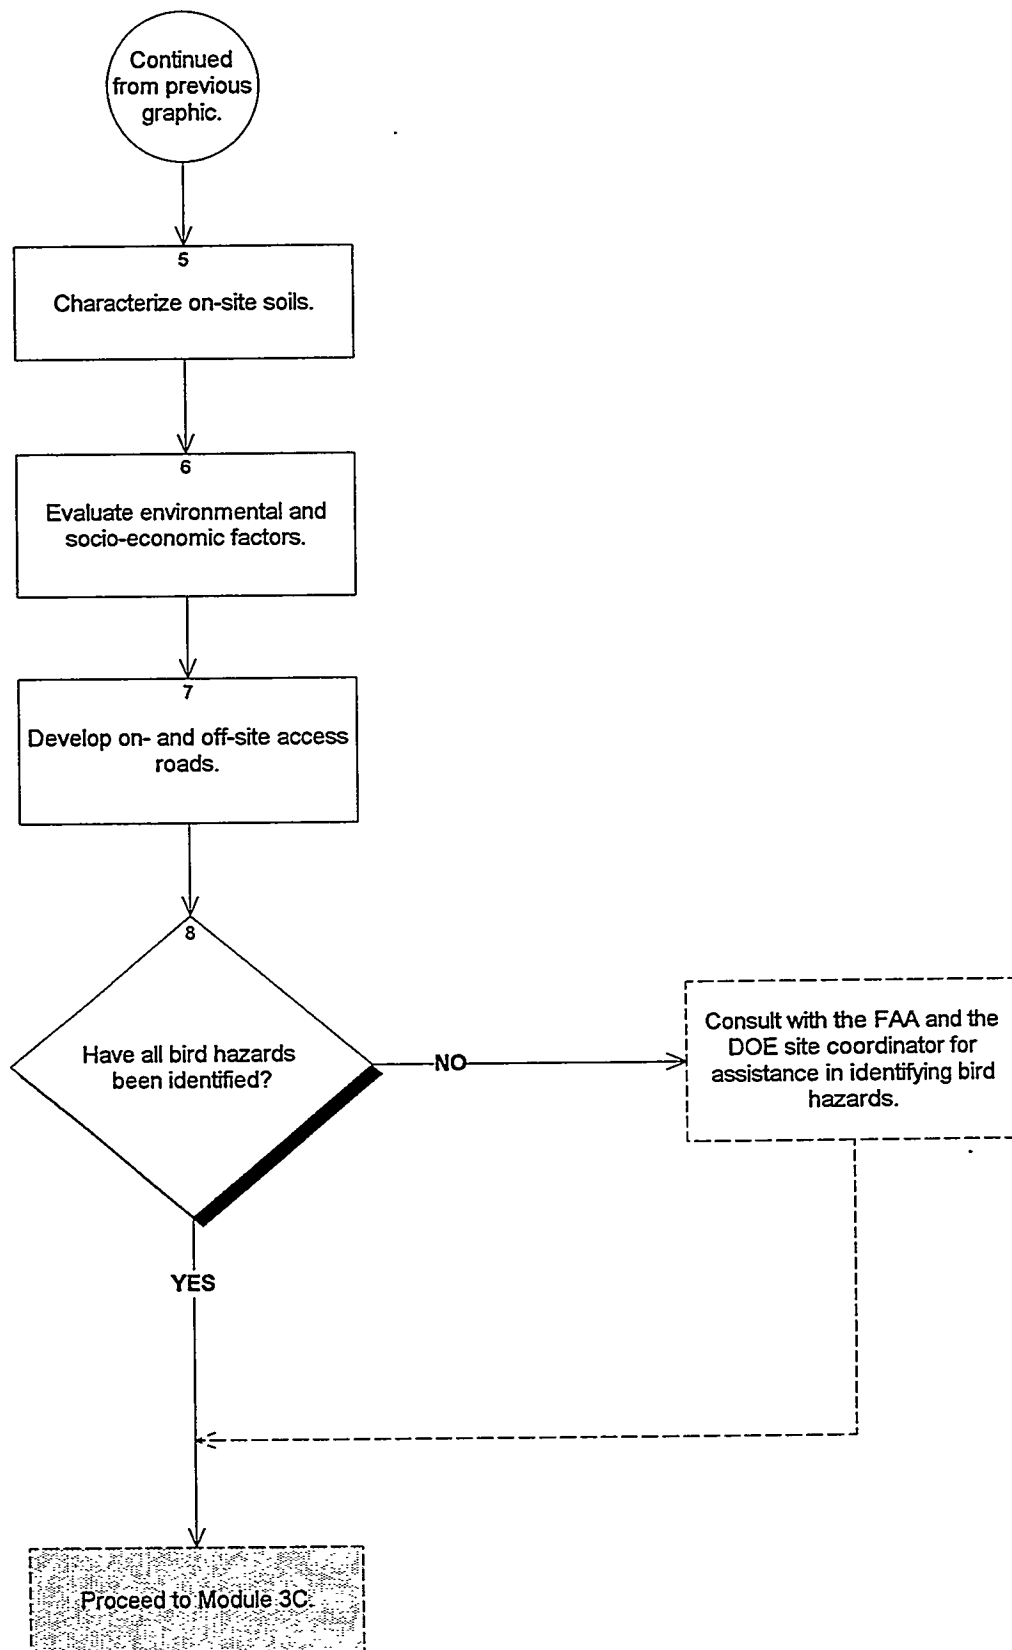 Continued
from previous
graphic.
5
Characterize on-site soils.
6
Evaluate environmental and
socio-economic factors.
7
Develop on- and off-site access
roads.
8
Have all bird hazards
been identified?
NO
Consult with the FAA and the
DOE site coordinator for
assistance in identifying bird
hazards.
YES
Proceed to Module 3C.